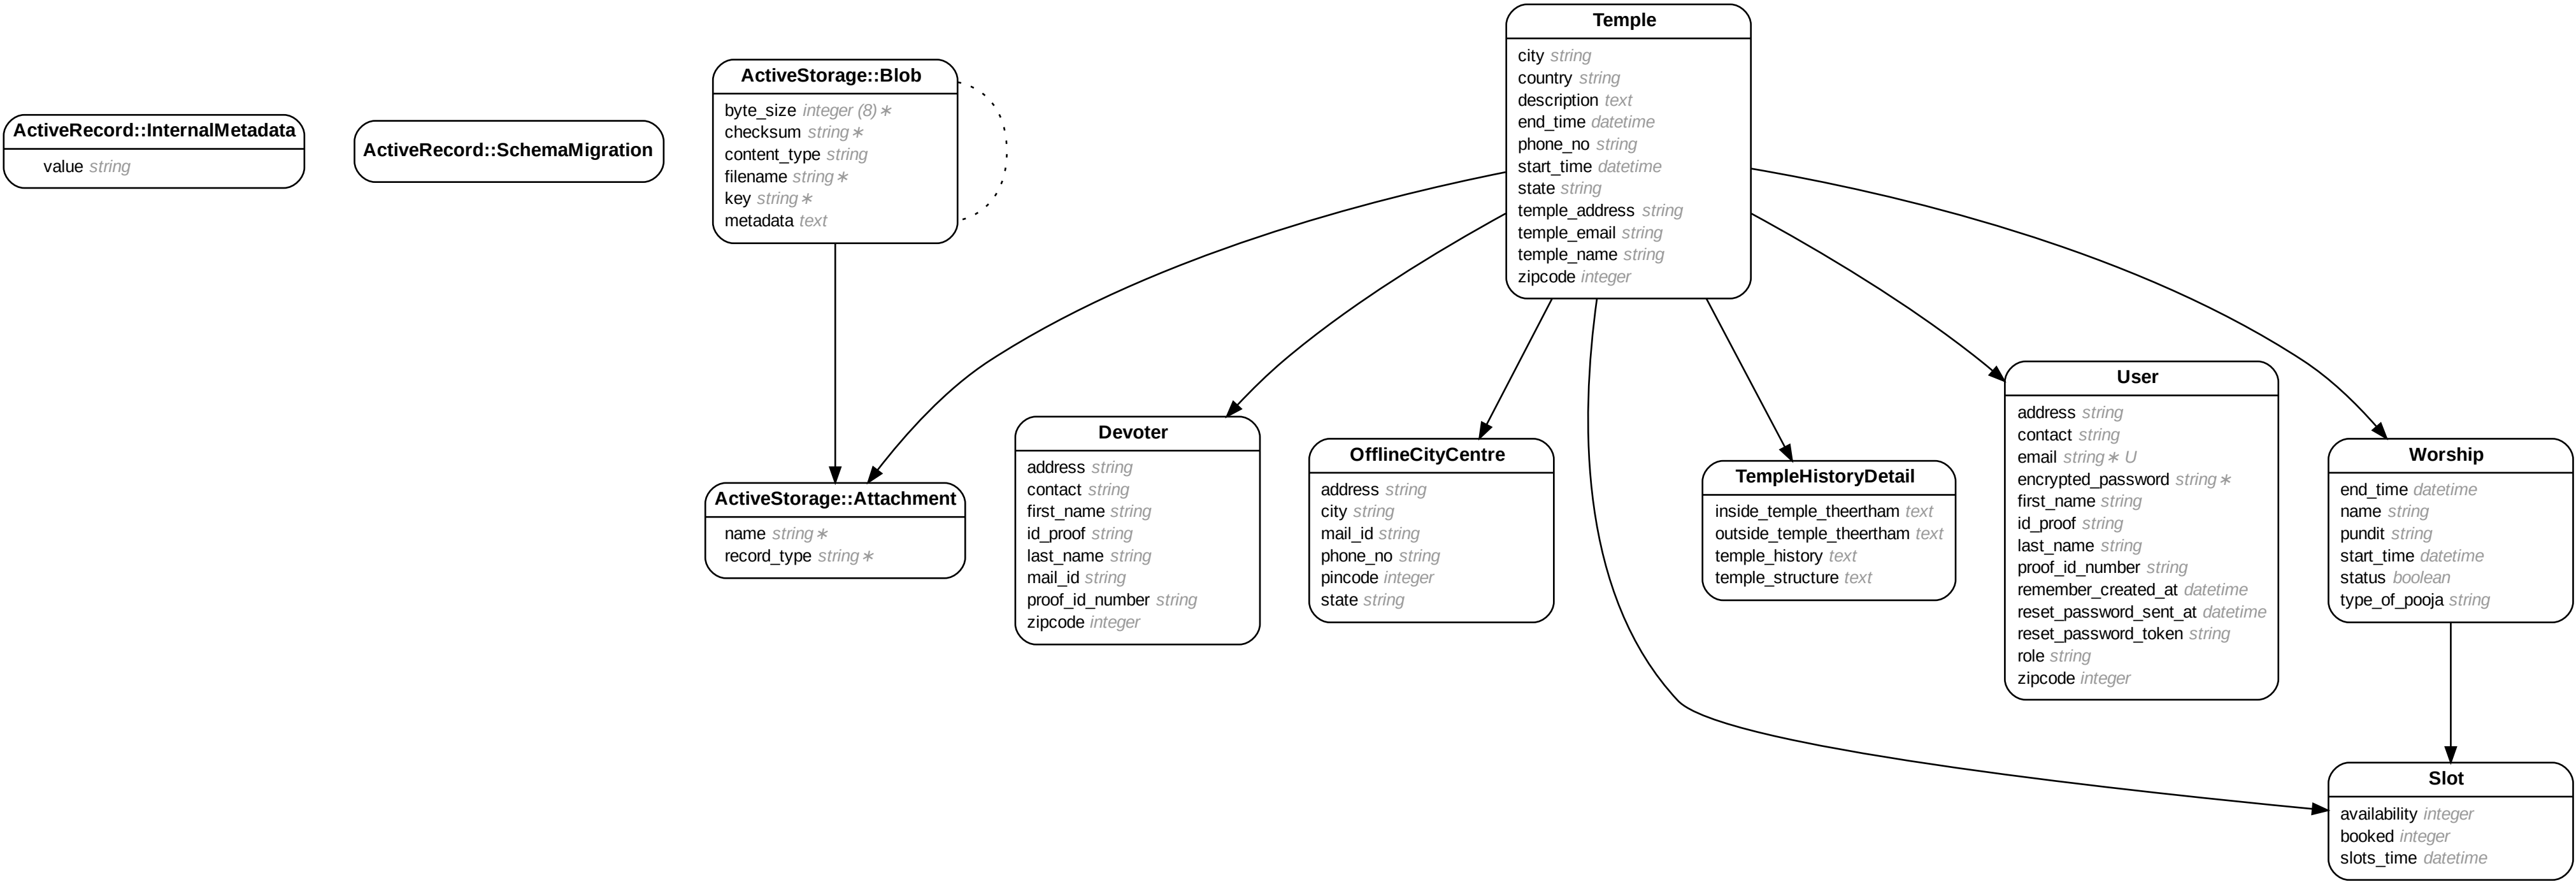 ActiveRecord::InternalMetadata
value string
ActiveRecord::SchemaMigration
ActiveStorage::Blob
byte_size integer (8)∗
checksum string∗
content_type string
filename string∗
key string∗
metadata text
Temple
city string
country string
description text
end_time datetime
phone_no string
start_time datetime
state string
temple_address string
temple_email string
temple_name string
zipcode integer
ActiveStorage::Attachment
name string∗
record_type string∗
Devoter
address string
contact string
first_name string
id_proof string
last_name string
mail_id string
proof_id_number string
zipcode integer
OfflineCityCentre
address string
city string
mail_id string
phone_no string
pincode integer
state string
TempleHistoryDetail
inside_temple_theertham text
outside_temple_theertham text
temple_history text
temple_structure text
User
address string
contact string
email string∗ U
encrypted_password string∗
first_name string
id_proof string
last_name string
proof_id_number string
remember_created_at datetime
reset_password_sent_at datetime
reset_password_token string
role string
zipcode integer
Worship
end_time datetime
name string
pundit string
start_time datetime
status boolean
type_of_pooja string
Slot
availability integer
booked integer
slots_time datetime